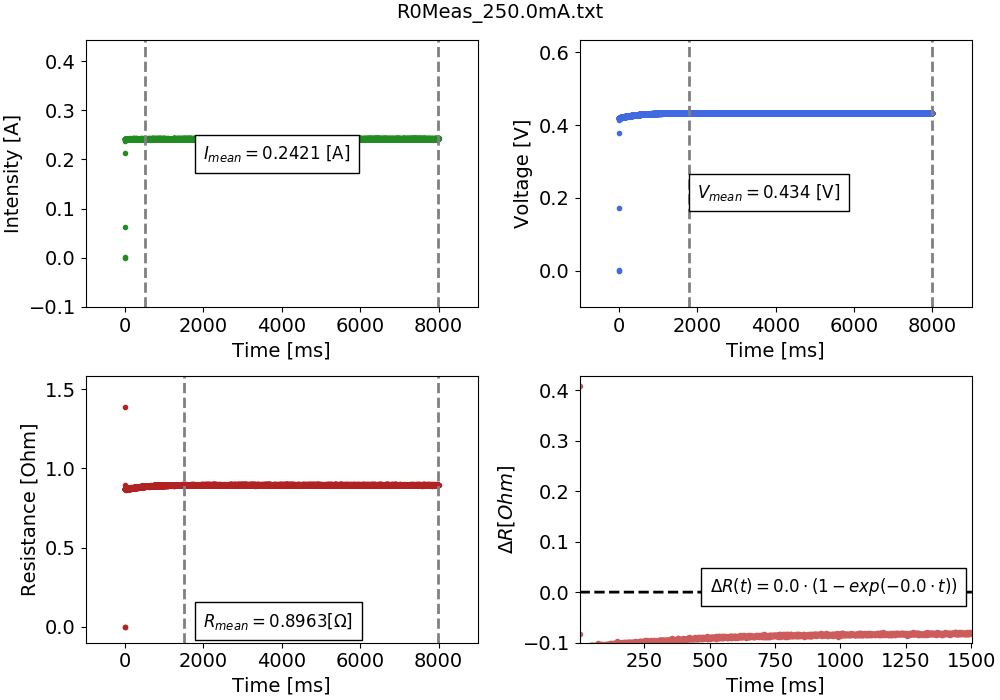 R0Meas_250.0mA.txt
Intensity [A]
0.4
0.3
0.2
0.1
0.0
−0.1
I_mean = 0.2421 [A]
0 2000 4000 6000 8000
Time [ms]
Voltage [V]
0.6
0.4
0.2
0.0
V_mean = 0.434 [V]
0 2000 4000 6000 8000
Time [ms]
Resistance [Ohm]
1.5
1.0
0.5
0.0
R_mean = 0.8963[Ω]
0 2000 4000 6000 8000
Time [ms]
ΔR[Ohm]
0.4
0.3
0.2
0.1
0.0
−0.1
ΔR(t) = 0.0 · (1 − exp(−0.0 · t))
250 500 750 1000 1250 1500
Time [ms]